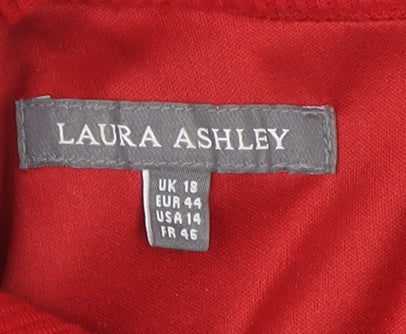 LAURA ASHLEY
UK 18
EUR 44
USA 14
FR 46